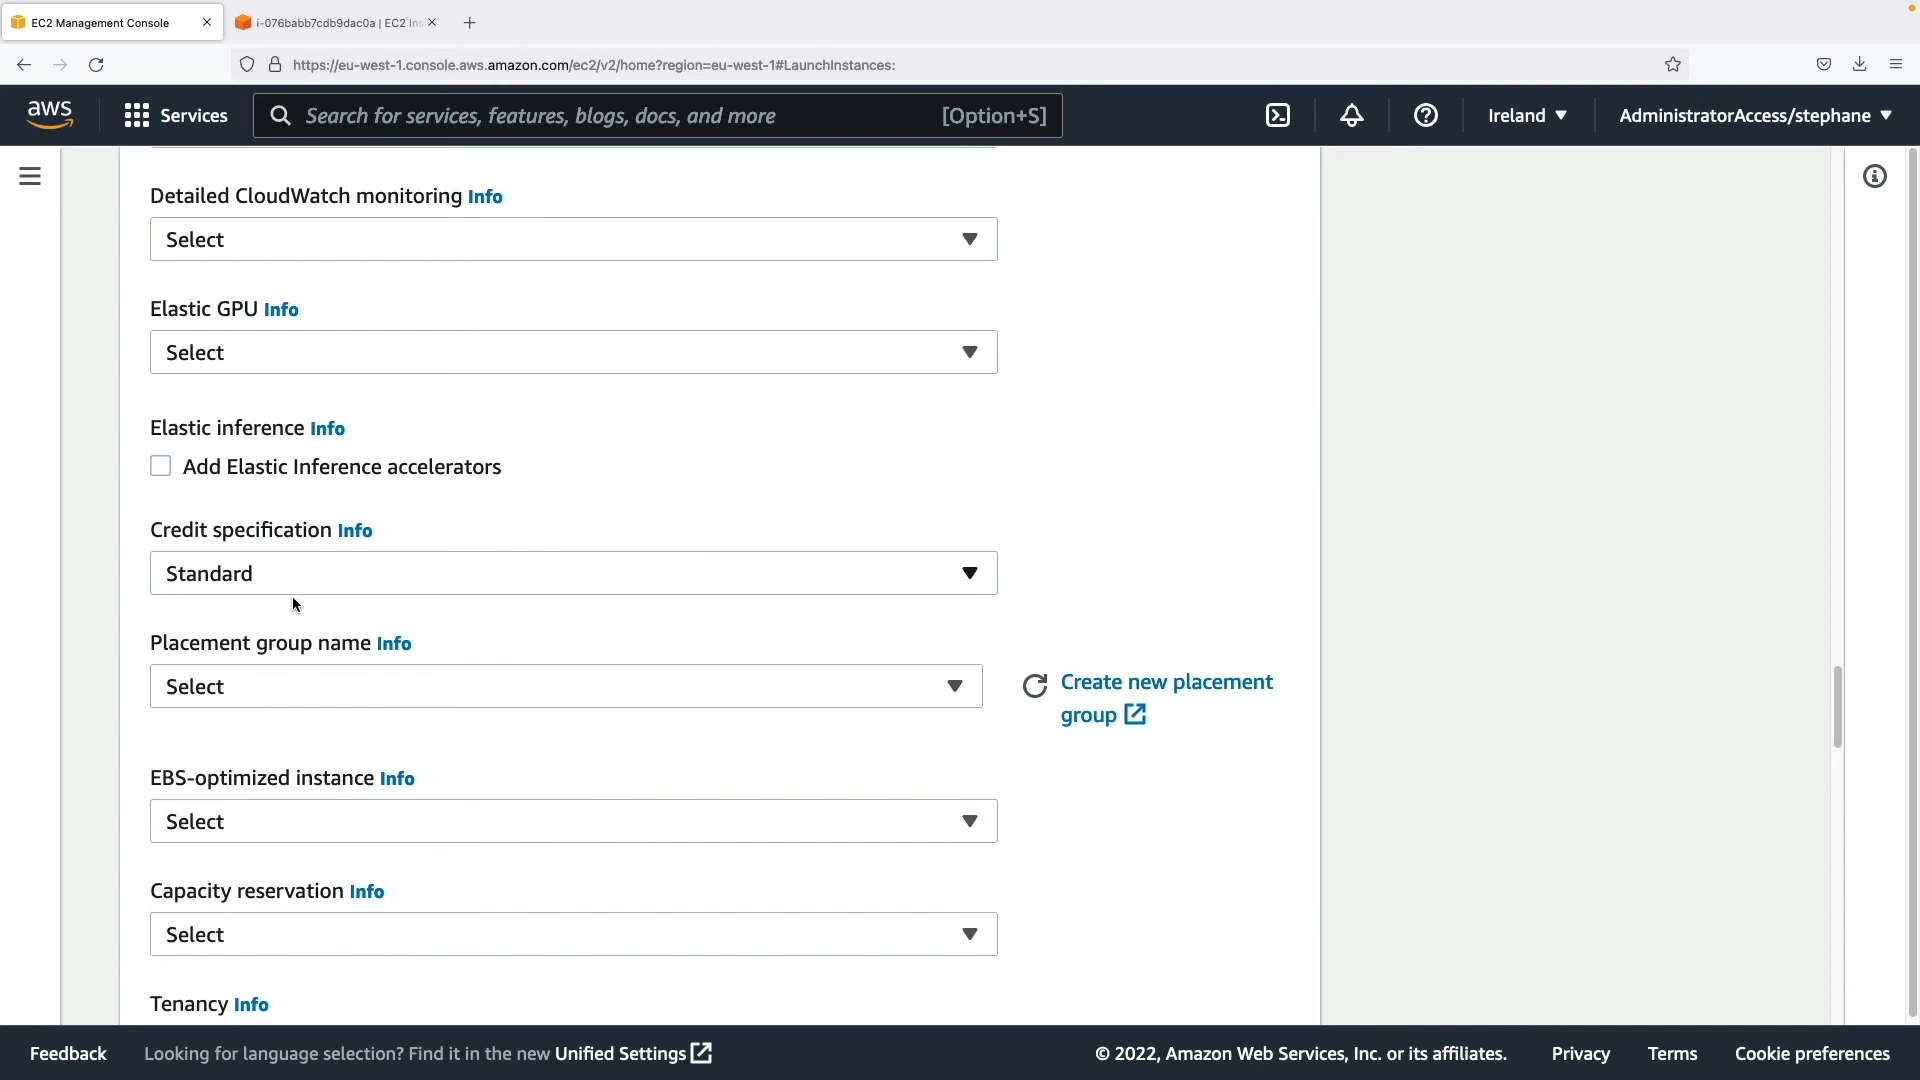 EC2 Management Console
i-076babb7cdb9dac0a | EC2 Ins
https://eu-west-1.console.aws.amazon.com/ec2/v2/home?region=eu-west-1#LaunchInstances:
aws
Services
Search for services, features, blogs, docs, and more
[Option+S]
Ireland
AdministratorAccess/stephane
Detailed CloudWatch monitoring Info
Select
Elastic GPU Info
Select
Elastic inference Info
Add Elastic Inference accelerators
Credit specification Info
Standard
Placement group name Info
Select
Create new placement
group
EBS-optimized instance Info
Select
Capacity reservation Info
Select
Tenancy Info
Feedback
Looking for language selection? Find it in the new Unified Settings
© 2022, Amazon Web Services, Inc. or its affiliates.
Privacy
Terms
Cookie preferences